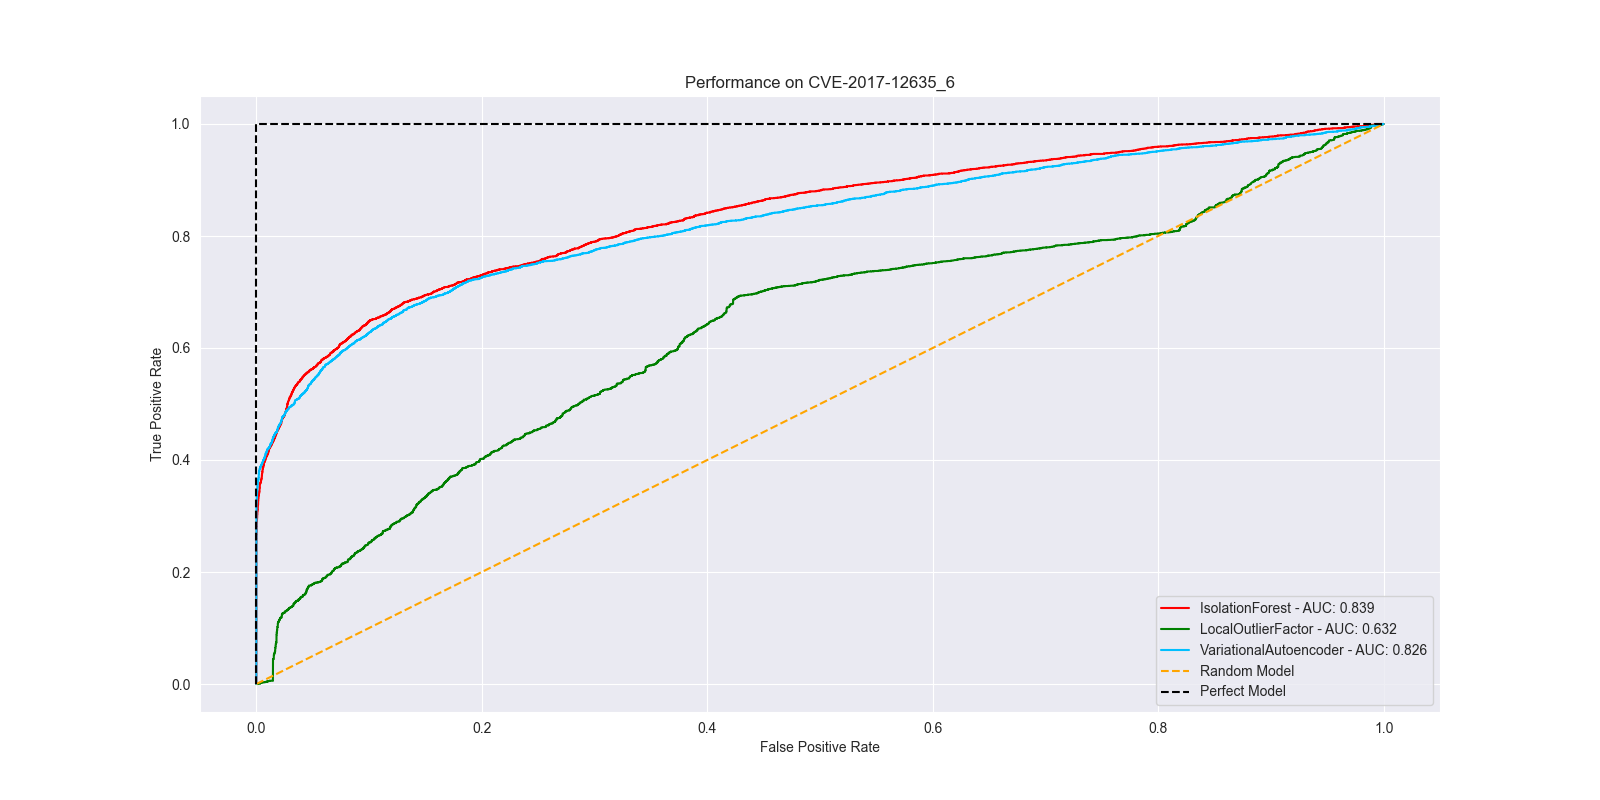 Performance on CVE-2017-12635_6
True Positive Rate
1.0
0.8
0.6
0.4
0.2
0.0
0.0 0.2 0.4 0.6 0.8 1.0
False Positive Rate
IsolationForest - AUC: 0.839
LocalOutlierFactor - AUC: 0.632
VariationalAutoencoder - AUC: 0.826
Random Model
Perfect Model